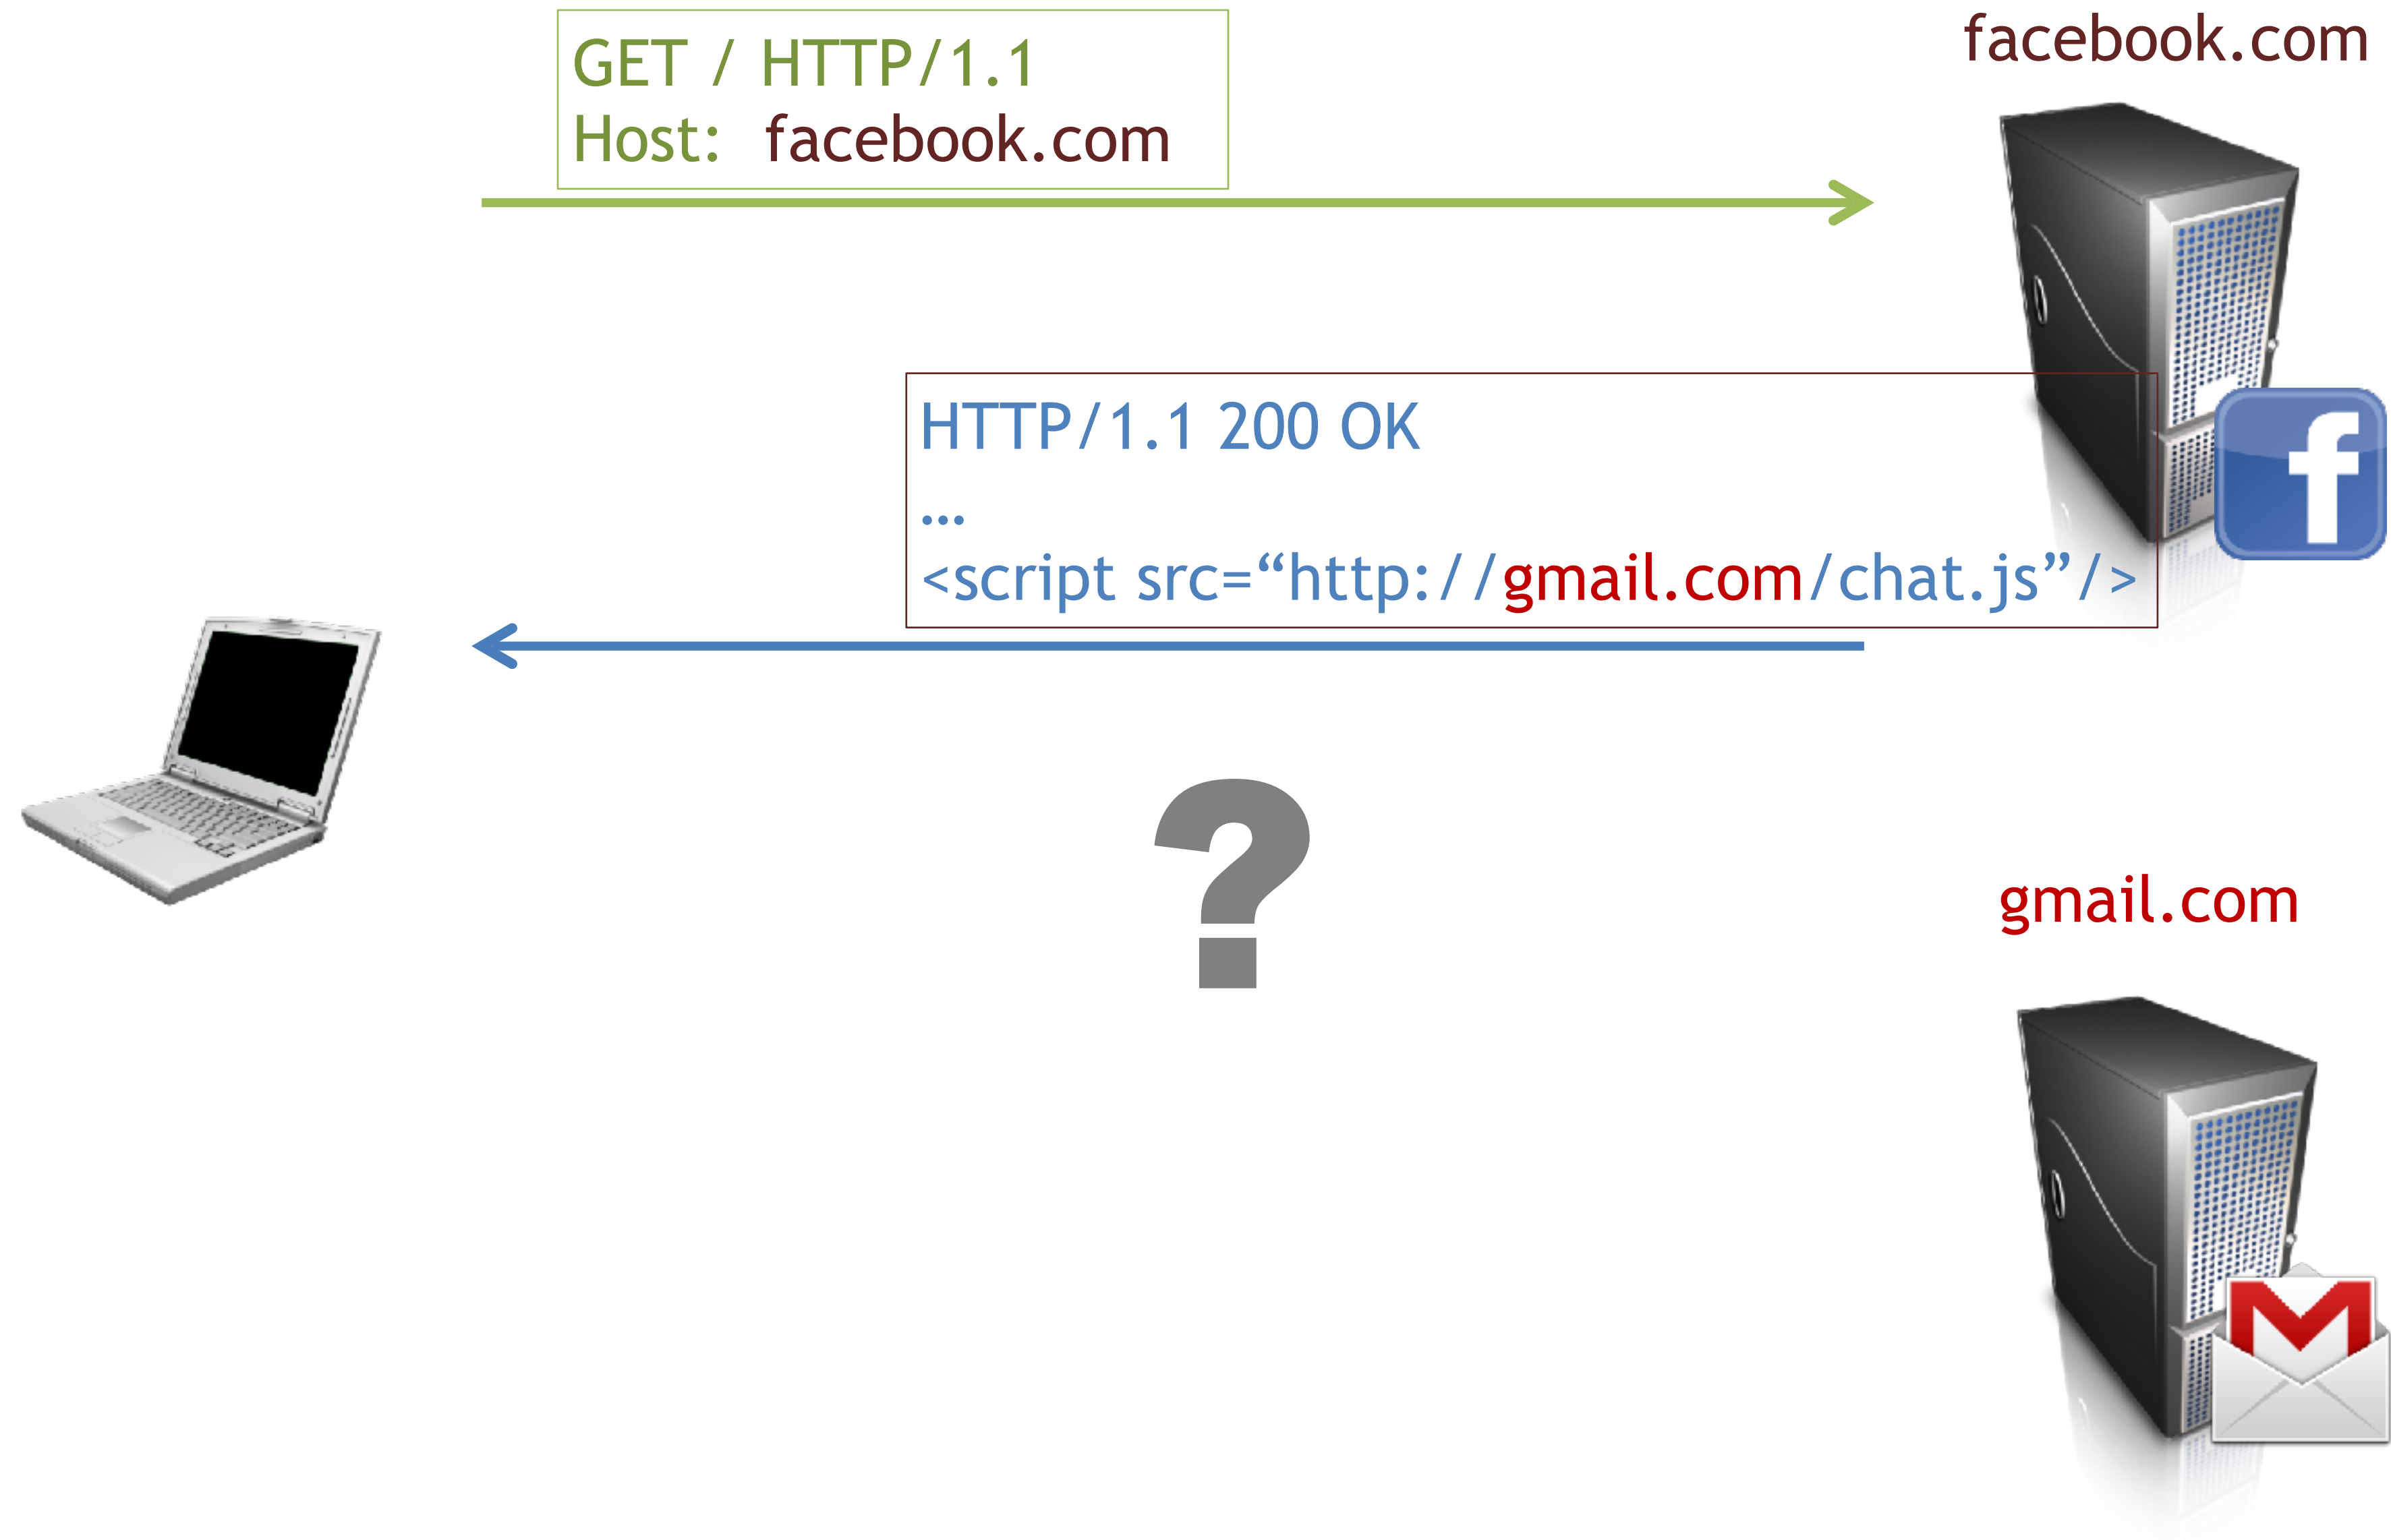 facebook.com
GET / HTTP/1.1
Host: facebook.com
HTTP/1.1 200 OK
…
<script src=“http://gmail.com/chat.js”/>
?
gmail.com